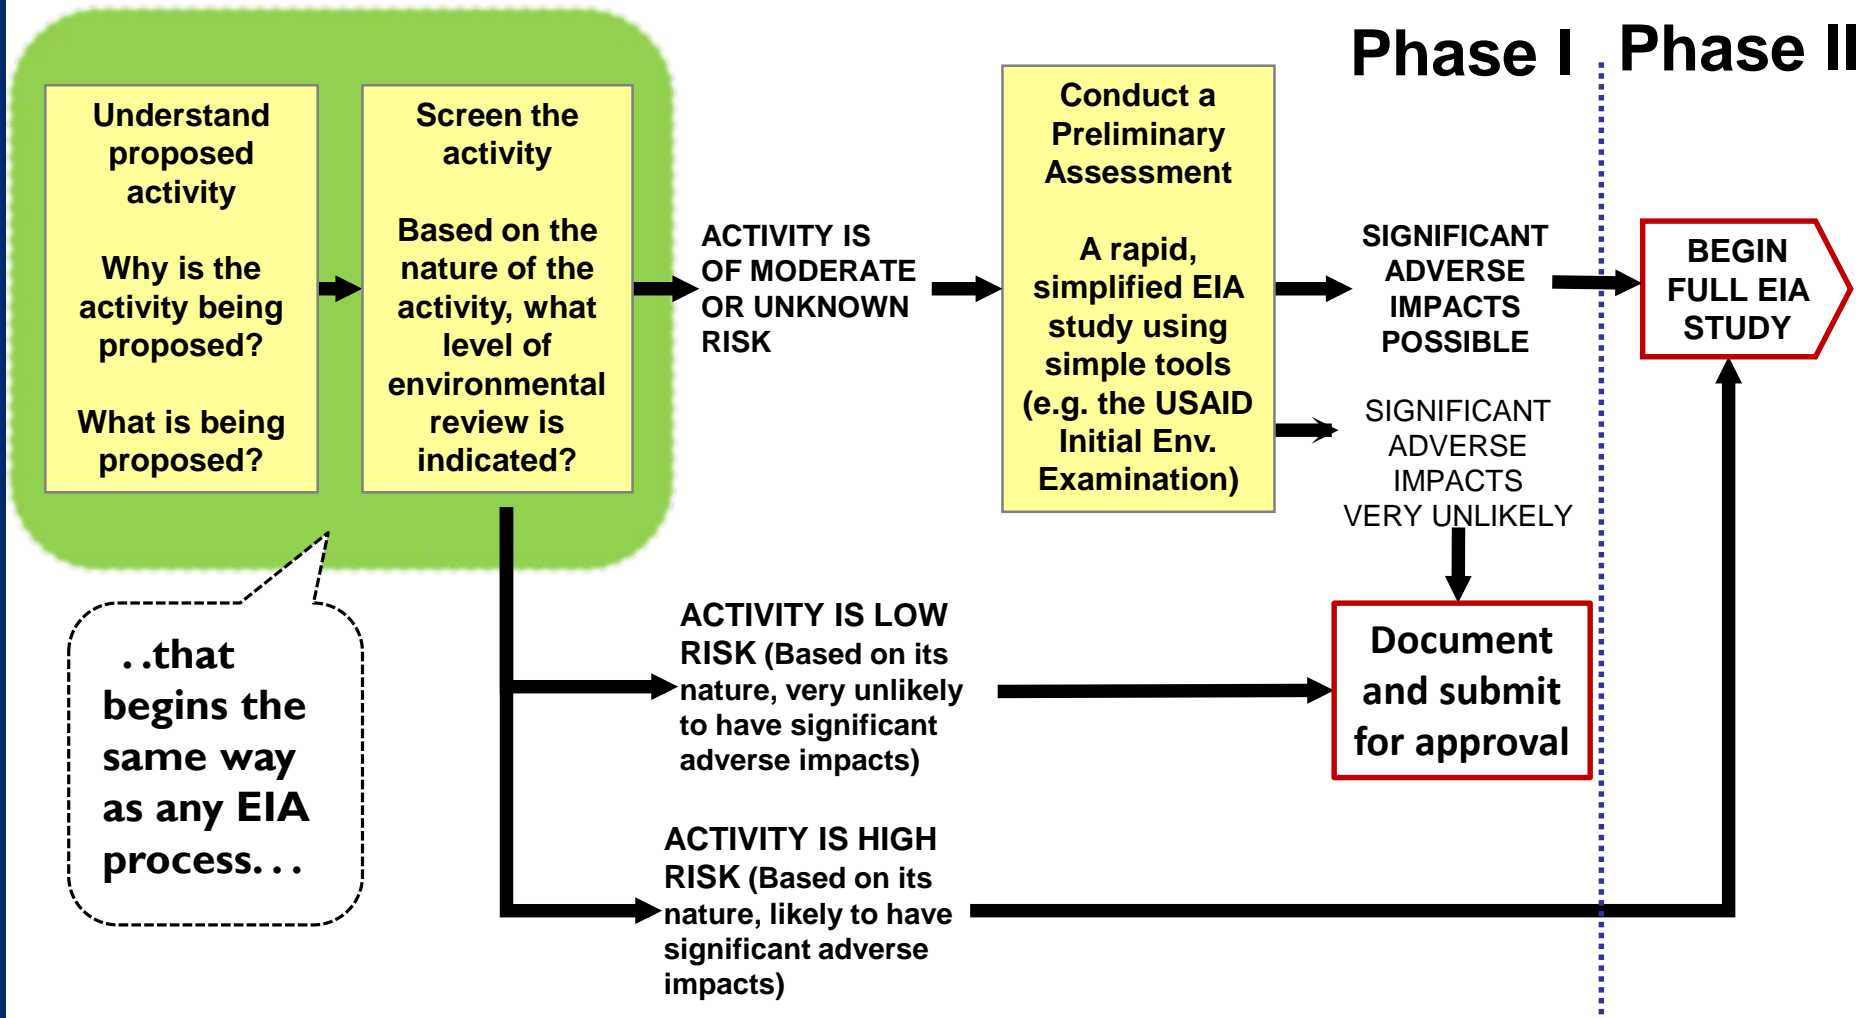 Phase I
Phase II
Understand
proposed
activity
Why is the
activity being
proposed?
What is being
proposed?
Screen the
activity
Based on the
nature of the
activity, what
level of
environmental
review is
indicated?
ACTIVITY IS
OF MODERATE
OR UNKNOWN
RISK
Conduct a
Preliminary
Assessment
A rapid,
simplified EIA
study using
simple tools
(e.g. the USAID
Initial Env.
Examination)
SIGNIFICANT
ADVERSE
IMPACTS
POSSIBLE
BEGIN
FULL EIA
STUDY
SIGNIFICANT
ADVERSE
IMPACTS
VERY UNLIKELY
. .that
begins the
same way
as any EIA
process. . .
ACTIVITY IS LOW
RISK (Based on its
nature, very unlikely
to have significant
adverse impacts)
Document
and submit
for approval
ACTIVITY IS HIGH
RISK (Based on its
nature, likely to have
significant adverse
impacts)